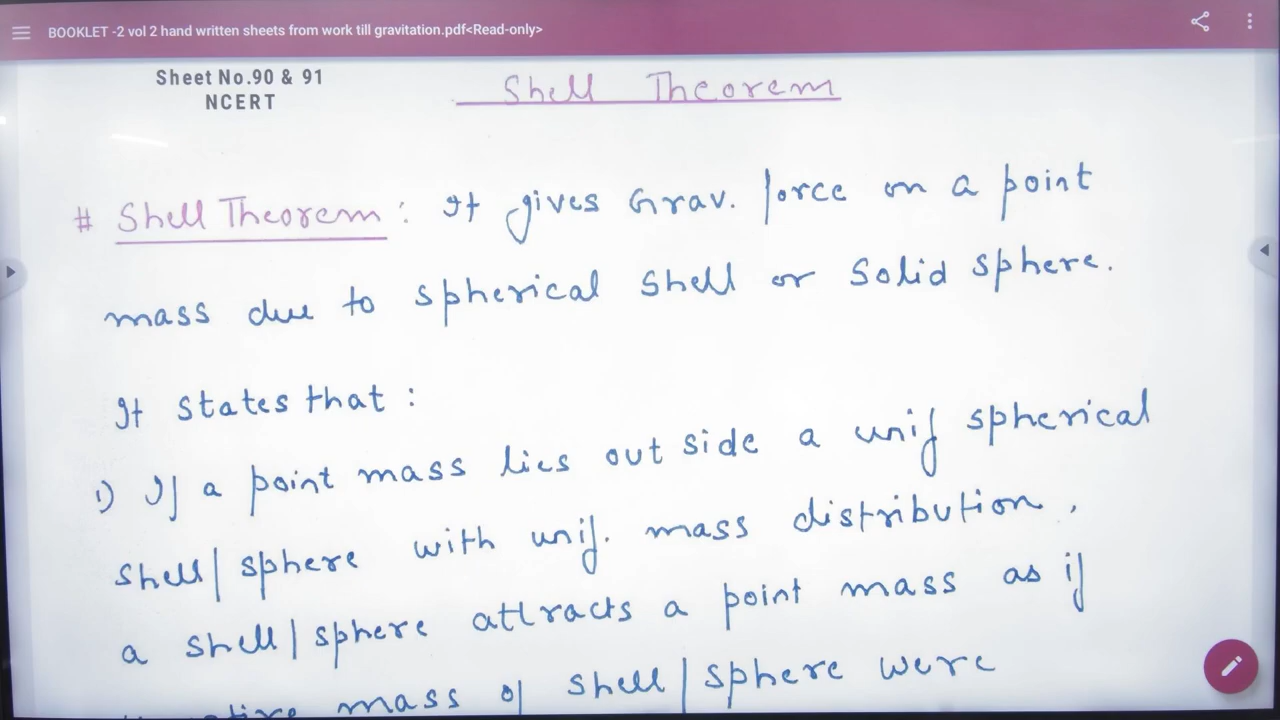 BOOKLET -2 vol 2 hand written sheets from work till gravitation.pdf<Read-only>
Sheet No.90 & 91
NCERT
Shell Theorem
# Shell Theorem : It gives Grav. force on a point
mass due to spherical shell or solid sphere.
It states that :
1) If a point mass lies out side a unif spherical
shell/sphere with unif. mass distribution,
a shell/sphere attracts a point mass as if
mass of shell/sphere were